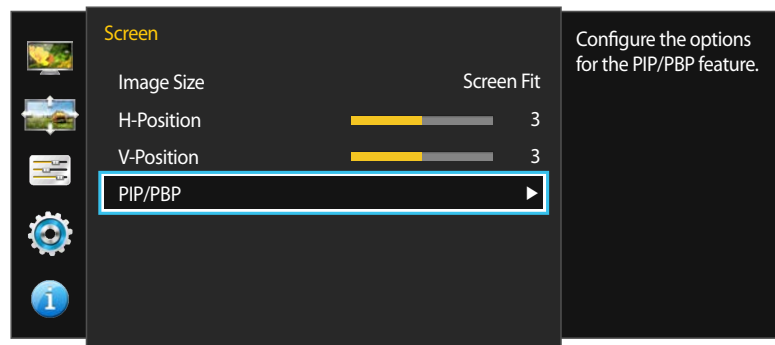 Screen
Image Size Screen Fit
H-Position 3
V-Position 3
PIP/PBP
Configure the options
for the PIP/PBP feature.
i